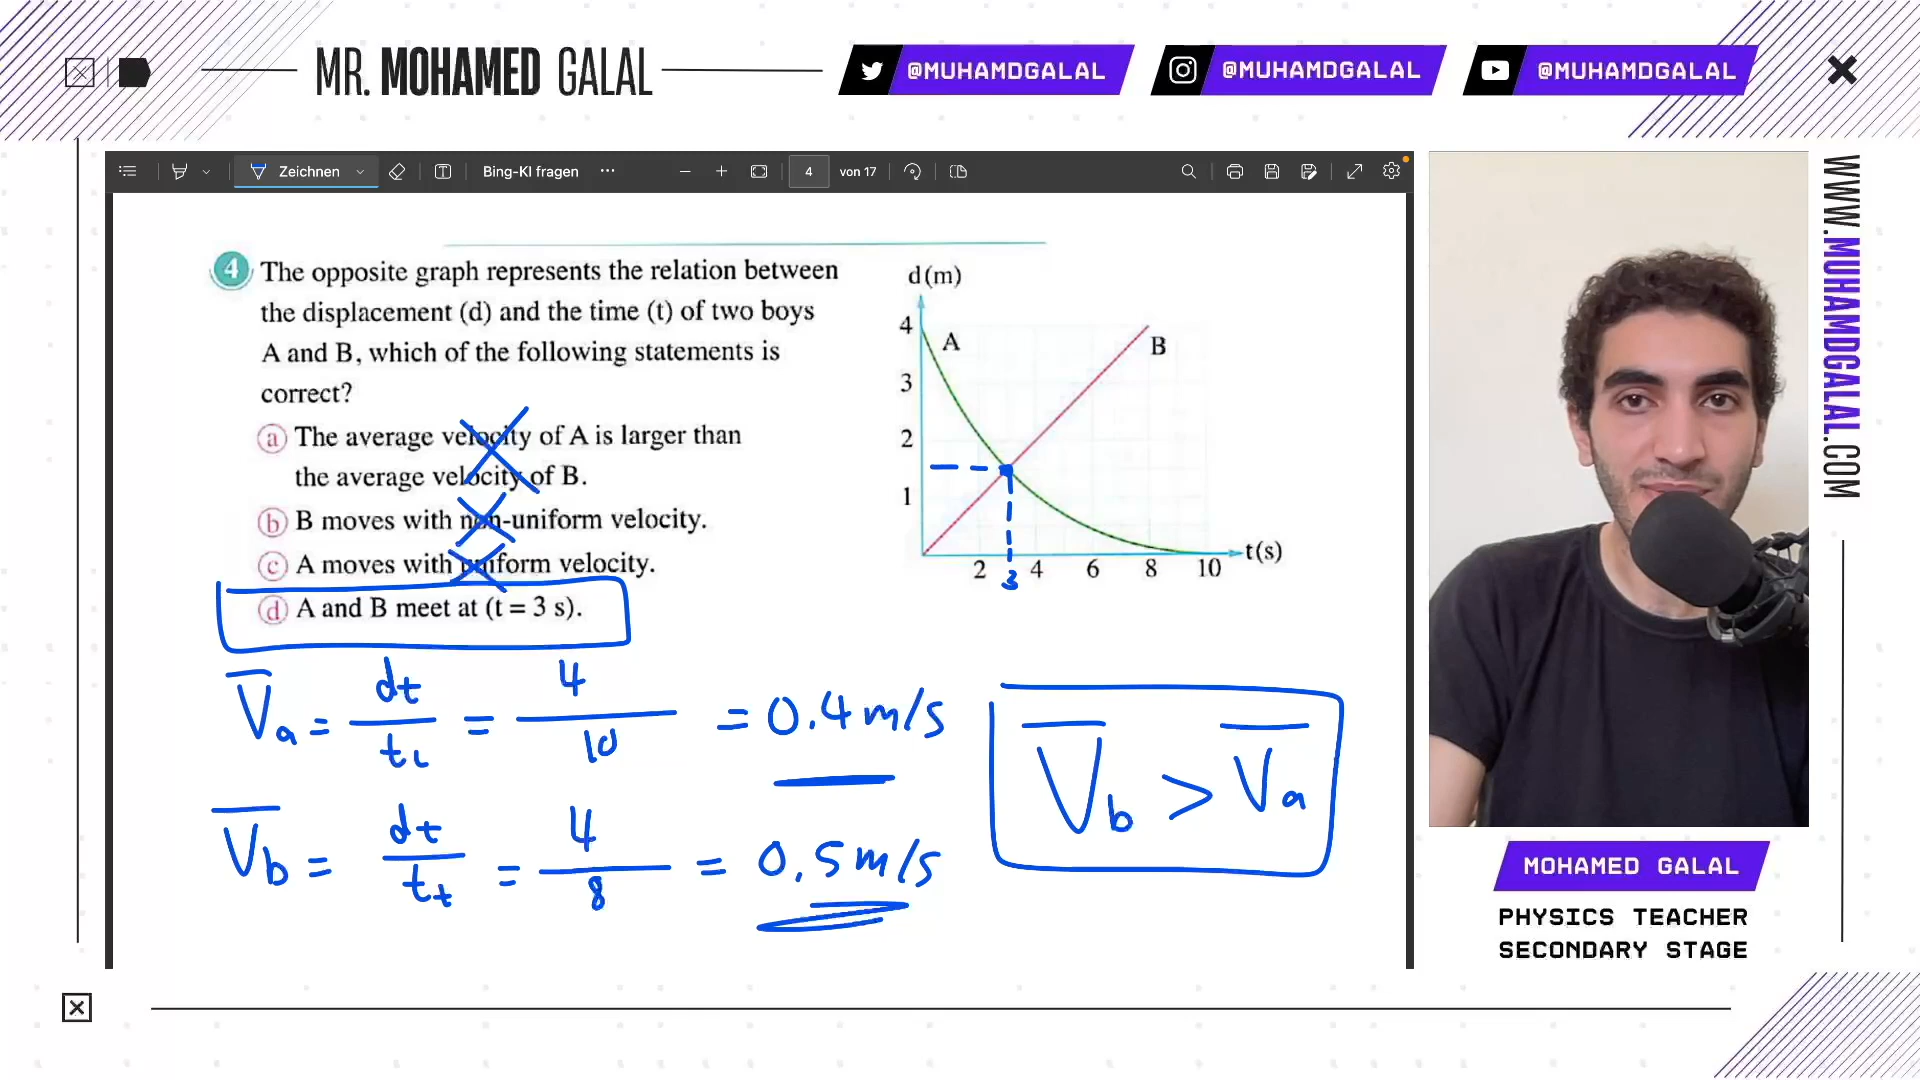 MR. MOHAMED GALAL
@MUHAMDGALAL
@MUHAMDGALAL
@MUHAMDGALAL
Zeichnen
Bing-KI fragen
4 von 17
4 The opposite graph represents the relation between
the displacement (d) and the time (t) of two boys
A and B, which of the following statements is
correct?
a The average velocity of A is larger than
the average velocity of B.
b B moves with non-uniform velocity.
c A moves with uniform velocity.
d A and B meet at (t = 3 s).
d(m)
4
3
2
1
A
B
2 3 4 6 8 10
t(s)
V̅a = dt/tt = 4/10 = 0.4 m/s
V̅b = dt/tt = 4/8 = 0.5 m/s
V̅b > V̅a
WWW.MUHAMDGALAL.COM
MOHAMED GALAL
PHYSICS TEACHER
SECONDARY STAGE